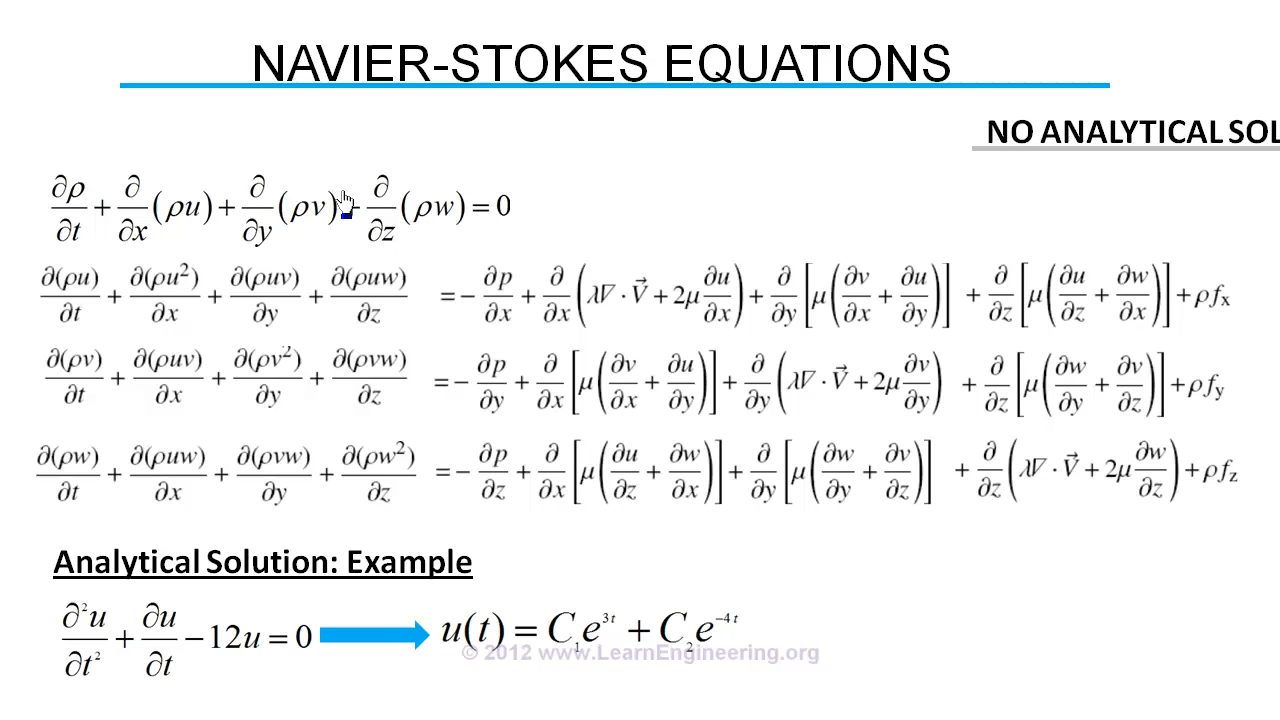 NAVIER-STOKES EQUATIONS
NO ANALYTICAL SOL
∂ρ/∂t + ∂/∂x (ρu) + ∂/∂y (ρv) + ∂/∂z (ρw) = 0
∂(ρu)/∂t + ∂(ρu²)/∂x + ∂(ρuv)/∂y + ∂(ρuw)/∂z = − ∂p/∂x + ∂/∂x (λ∇ · V⃗ + 2μ ∂u/∂x) + ∂/∂y [μ(∂v/∂x + ∂u/∂y)] + ∂/∂z [μ(∂u/∂z + ∂w/∂x)] + ρfₓ
∂(ρv)/∂t + ∂(ρuv)/∂x + ∂(ρv²)/∂y + ∂(ρvw)/∂z = − ∂p/∂y + ∂/∂x [μ(∂v/∂x + ∂u/∂y)] + ∂/∂y (λ∇ · V⃗ + 2μ ∂v/∂y) + ∂/∂z [μ(∂w/∂y + ∂v/∂z)] + ρf_y
∂(ρw)/∂t + ∂(ρuw)/∂x + ∂(ρvw)/∂y + ∂(ρw²)/∂z = − ∂p/∂z + ∂/∂x [μ(∂u/∂z + ∂w/∂x)] + ∂/∂y [μ(∂w/∂y + ∂v/∂z)] + ∂/∂z (λ∇ · V⃗ + 2μ ∂w/∂z) + ρf_z
Analytical Solution: Example
∂²u/∂t² + ∂u/∂t − 12u = 0 u(t) = C₁e³ᵗ + C₂e⁻⁴ᵗ
© 2012 www.LearnEngineering.org